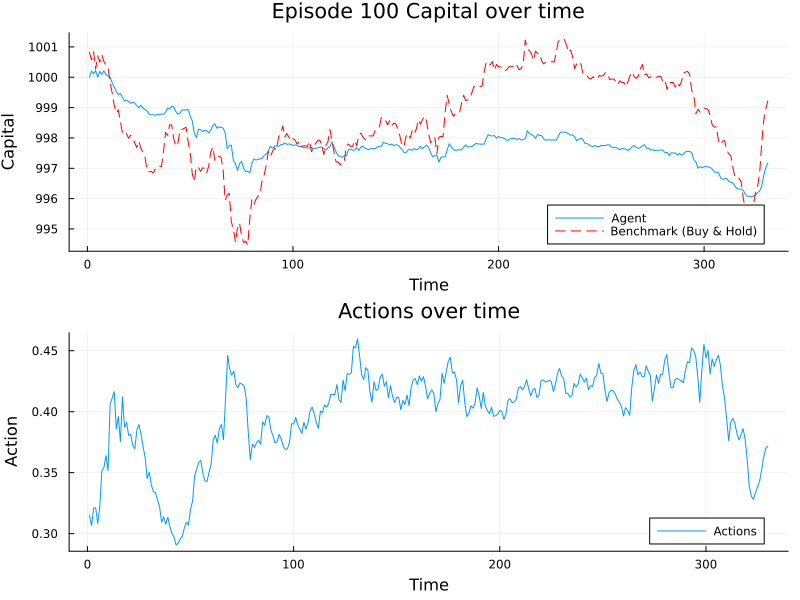 Episode 100 Capital over time
Capital
1001
1000
999
998
997
996
995
0
100
200
300
Time
Agent
Benchmark (Buy & Hold)
Actions over time
Action
0.45
0.40
0.35
0.30
0
100
200
300
Time
Actions